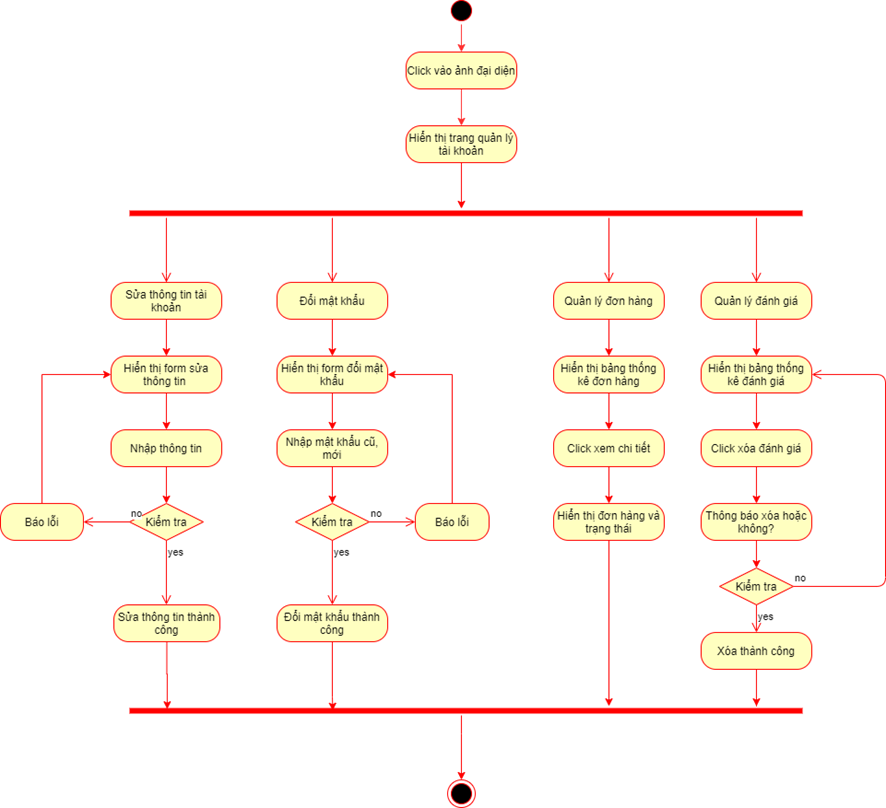 Click vào ảnh đại diện
Hiển thị trang quản lý
tài khoản
Sửa thông tin tài
khoản
Đổi mật khẩu
Quản lý đơn hàng
Quản lý đánh giá
Hiển thị form sửa
thông tin
Hiển thị form đổi mật
khẩu
Hiển thị bảng thống
kê đơn hàng
Hiển thị bảng thống
kê đánh giá
Nhập thông tin
Nhập mật khẩu cũ,
mới
Click xem chi tiết
Click xóa đánh giá
Báo lỗi
no
Kiểm tra
Kiểm tra
no
Báo lỗi
Hiển thị đơn hàng và
trạng thái
Thông báo xóa hoặc
không?
yes
yes
Kiểm tra
no
Sửa thông tin thành
công
Đổi mật khẩu thành
công
yes
Xóa thành công